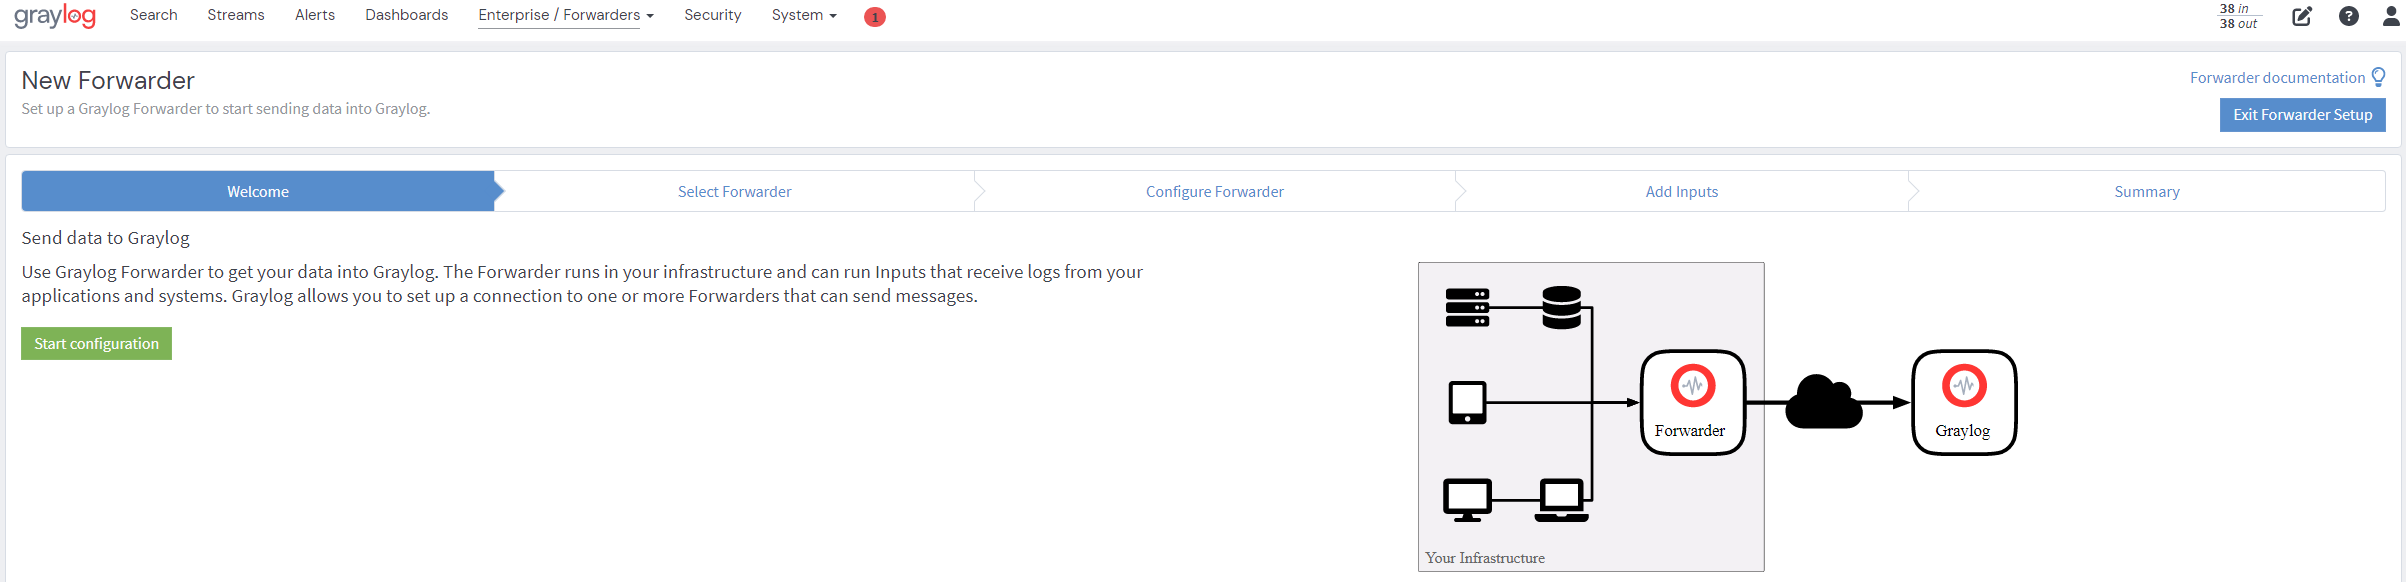 graylog
Search
Streams
Alerts
Dashboards
Enterprise / Forwarders
Security
System
1
38 in
38 out
?
New Forwarder
Set up a Graylog Forwarder to start sending data into Graylog.
Forwarder documentation
Exit Forwarder Setup
Welcome
Select Forwarder
Configure Forwarder
Add Inputs
Summary
Send data to Graylog
Use Graylog Forwarder to get your data into Graylog. The Forwarder runs in your infrastructure and can run Inputs that receive logs from your
applications and systems. Graylog allows you to set up a connection to one or more Forwarders that can send messages.
Start configuration
Forwarder
Graylog
Your Infrastructure